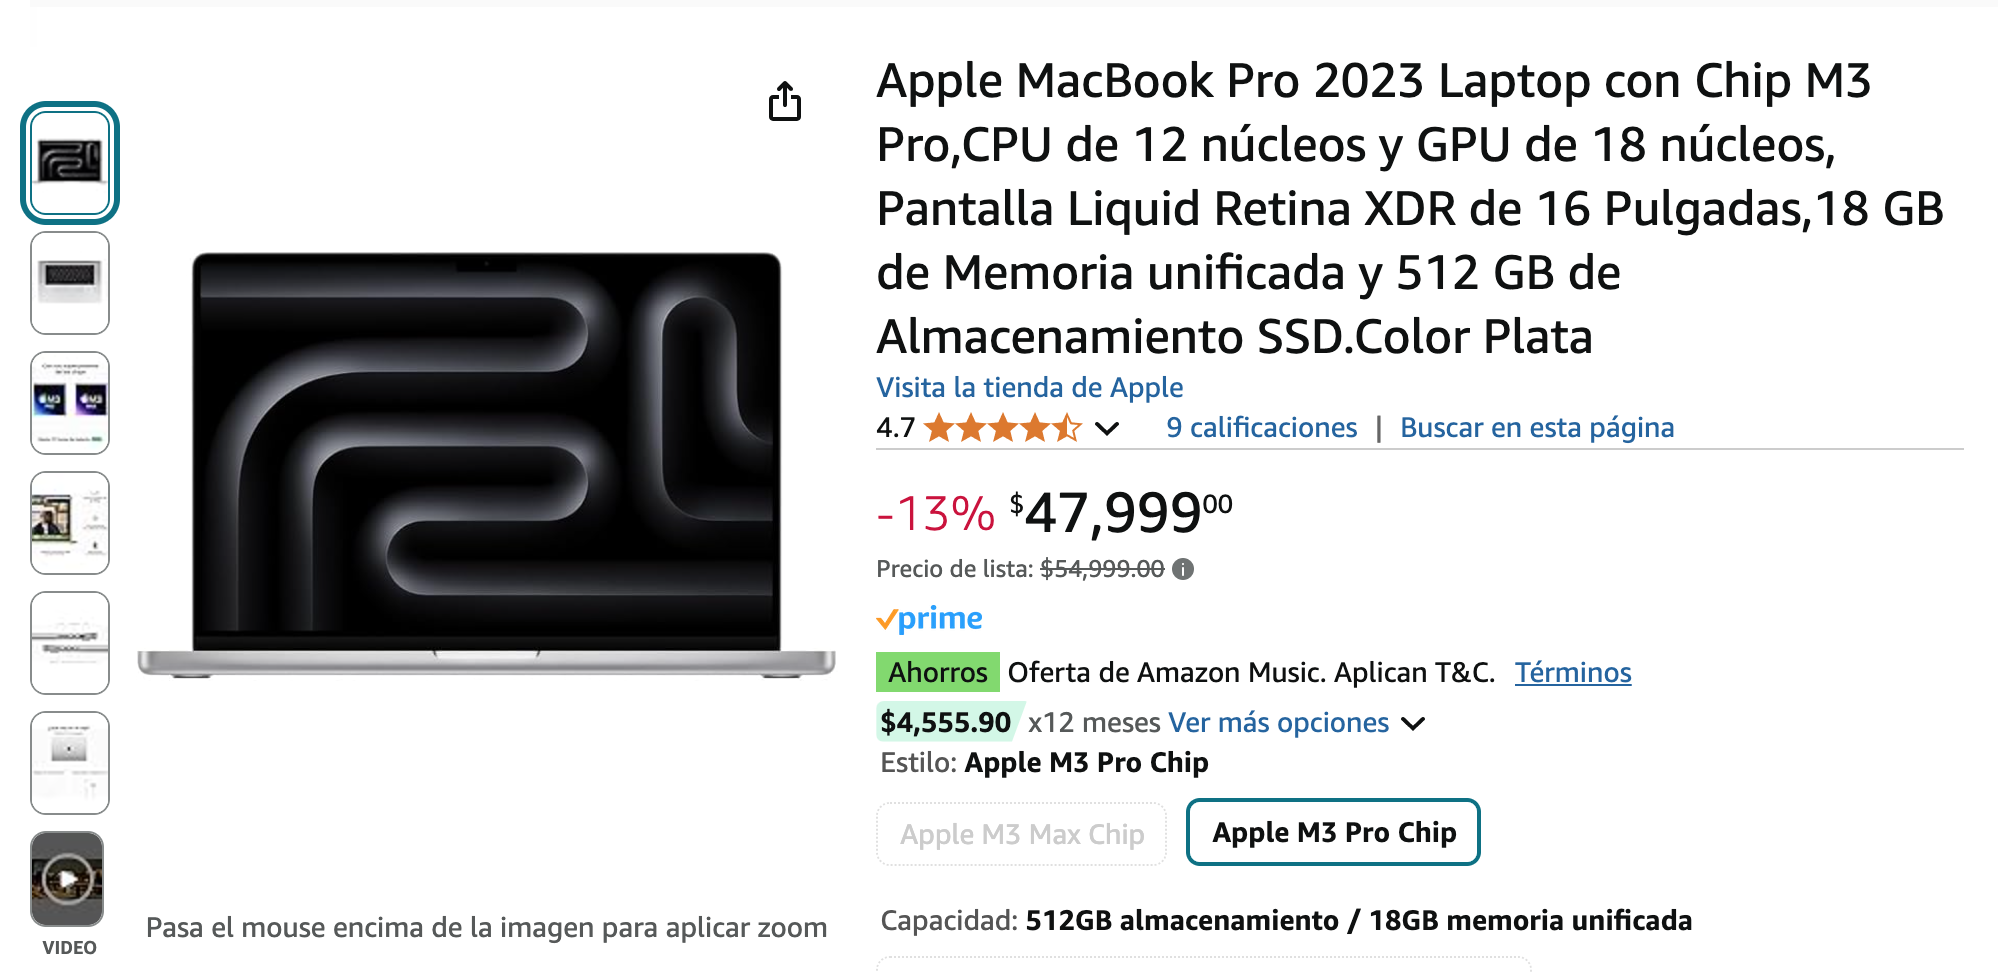 Apple MacBook Pro 2023 Laptop con Chip M3
Pro,CPU de 12 núcleos y GPU de 18 núcleos,
Pantalla Liquid Retina XDR de 16 Pulgadas,18 GB
de Memoria unificada y 512 GB de
Almacenamiento SSD.Color Plata
Visita la tienda de Apple
4.7 9 calificaciones | Buscar en esta página
-13% $47,99900
Precio de lista: $54,999.00
prime
Ahorros Oferta de Amazon Music. Aplican T&C. Términos
$4,555.90 x12 meses Ver más opciones
Estilo: Apple M3 Pro Chip
Apple M3 Max Chip Apple M3 Pro Chip
Capacidad: 512GB almacenamiento / 18GB memoria unificada
Pasa el mouse encima de la imagen para aplicar zoom
VIDEO